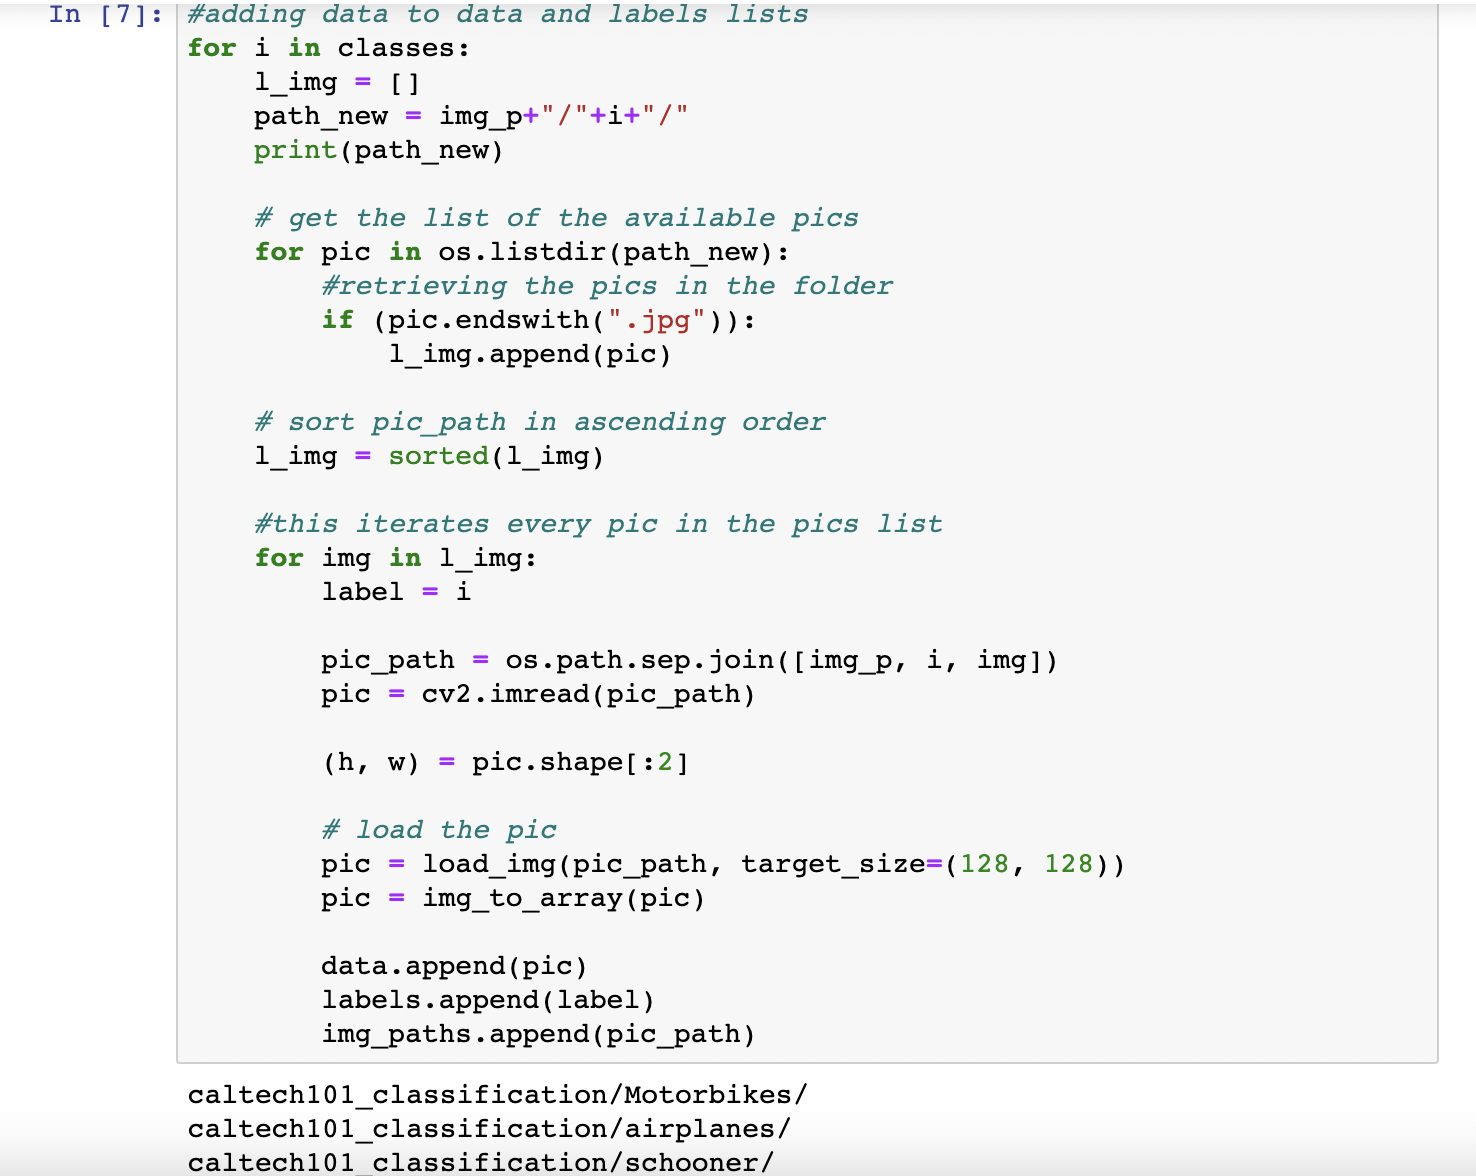 In [7]: #adding data to data and labels lists
for i in classes:
    l_img = []
    path_new = img_p+"/"+i+"/"
    print(path_new)

    # get the list of the available pics
    for pic in os.listdir(path_new):
        #retrieving the pics in the folder
        if (pic.endswith(".jpg")):
            l_img.append(pic)

    # sort pic_path in ascending order
    l_img = sorted(l_img)

    #this iterates every pic in the pics list
    for img in l_img:
        label = i

        pic_path = os.path.sep.join([img_p, i, img])
        pic = cv2.imread(pic_path)

        (h, w) = pic.shape[:2]

        # load the pic
        pic = load_img(pic_path, target_size=(128, 128))
        pic = img_to_array(pic)

        data.append(pic)
        labels.append(label)
        img_paths.append(pic_path)

caltech101_classification/Motorbikes/
caltech101_classification/airplanes/
caltech101_classification/schooner/